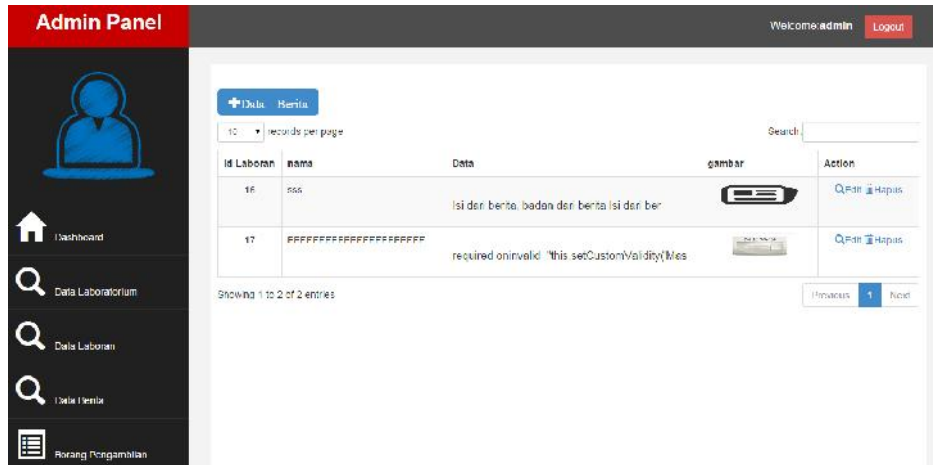 Admin Panel
Welcome:admin
Logout
Data Berita
10 records per page
Search:
Id Laboran nama Data gambar Action
16 sss Isi dari berita, badan dari berita Isi dari ber Edit Hapus
17 required oninvalid "this.setCustomValidity('Mas Edit Hapus
Showing 1 to 2 of 2 entries
Previous 1 Next
Dashboard
Data Laboratorium
Data Laboran
Data Berita
Borang Pengambilan